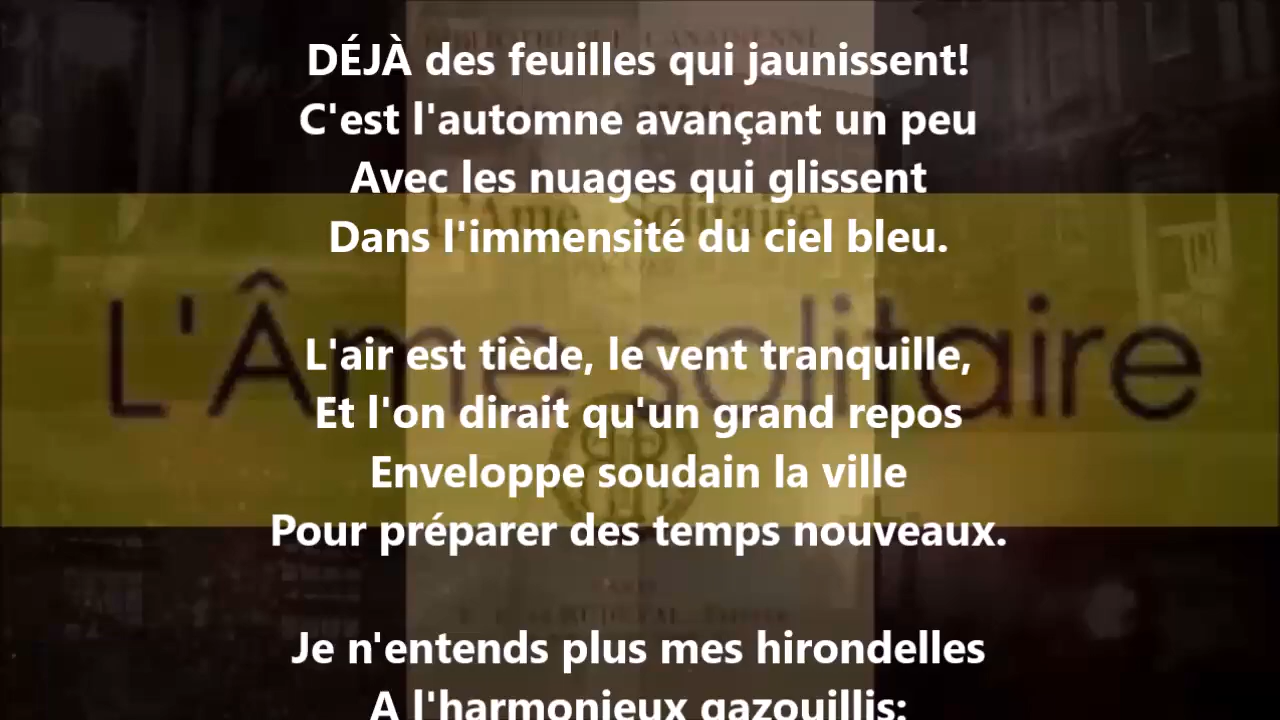 DÉJÀ des feuilles qui jaunissent!
C'est l'automne avançant un peu
Avec les nuages qui glissent
Dans l'immensité du ciel bleu.
L'air est tiède, le vent tranquille,
Et l'on dirait qu'un grand repos
Enveloppe soudain la ville
Pour préparer des temps nouveaux.
Je n'entends plus mes hirondelles
A l'harmonieux gazouillis;
L'Âme solitaire
L'Ame Solitaire